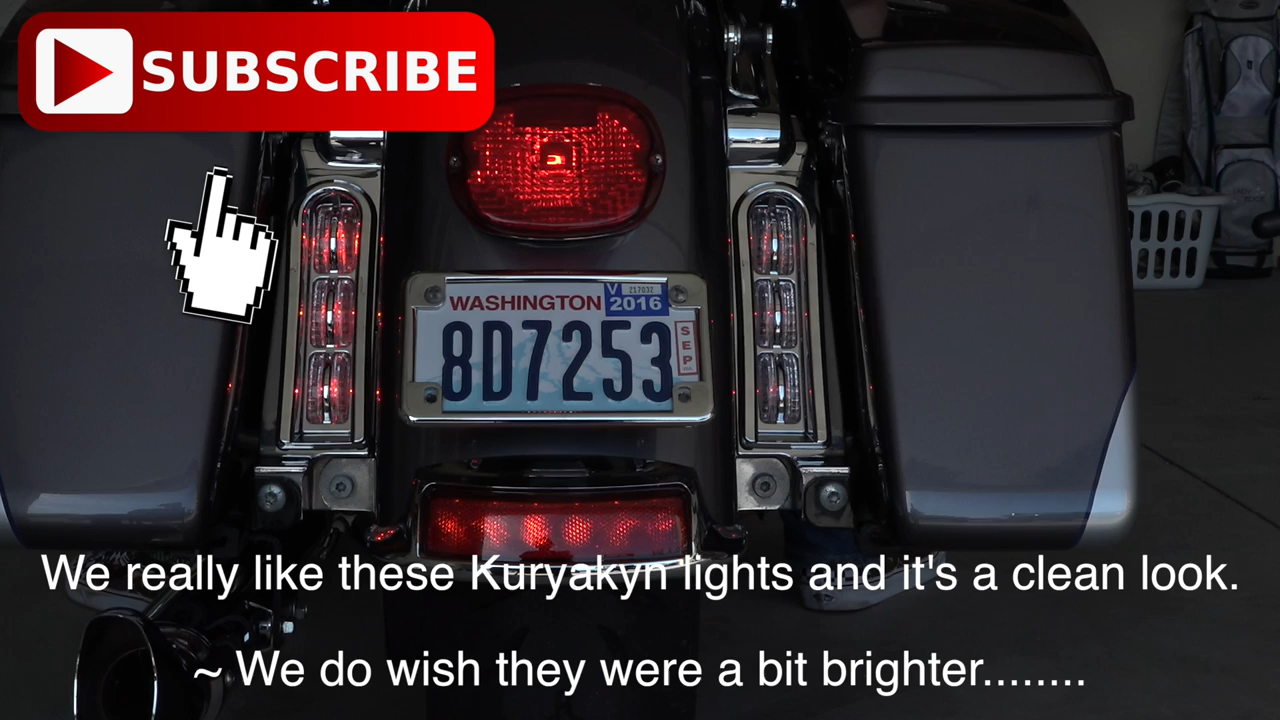 SUBSCRIBE
WASHINGTON
V 217032
2016
8D7253
SEP
We really like these Kuryakyn lights and it's a clean look.
~ We do wish they were a bit brighter........